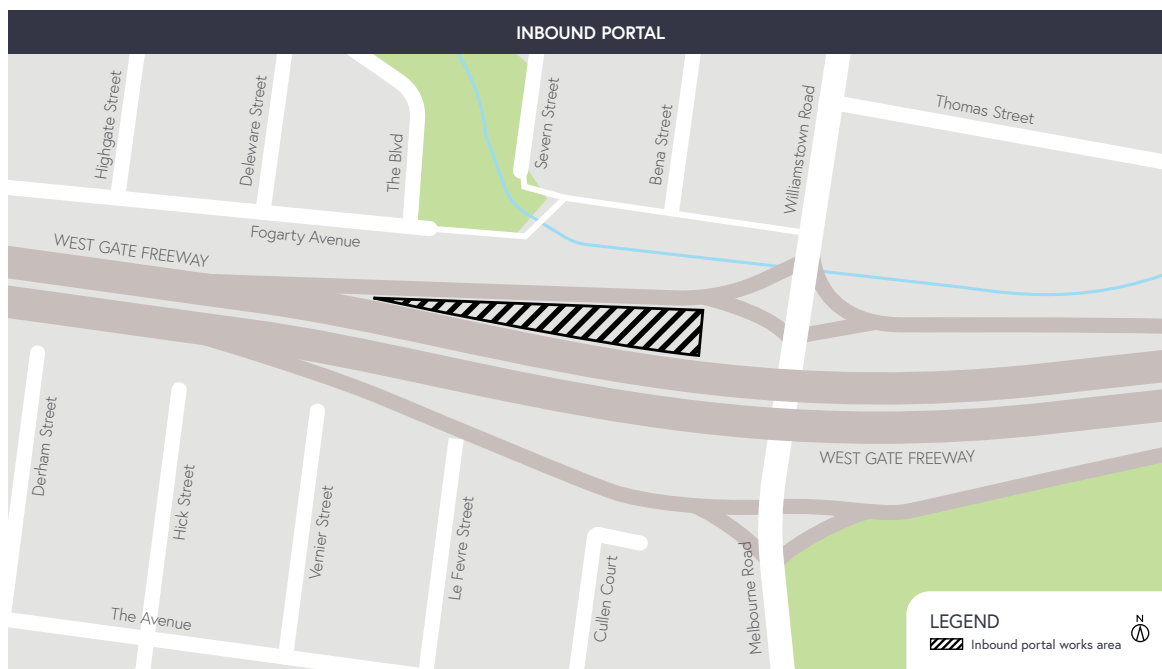 INBOUND PORTAL
Highgate Street
Deleware Street
The Blvd
Severn Street
Bena Street
Williamstown Road
Thomas Street
Fogarty Avenue
WEST GATE FREEWAY
WEST GATE FREEWAY
Derham Street
Hick Street
Vernier Street
Le Fevre Street
Cullen Court
Melbourne Road
The Avenue
LEGEND
N
Inbound portal works area